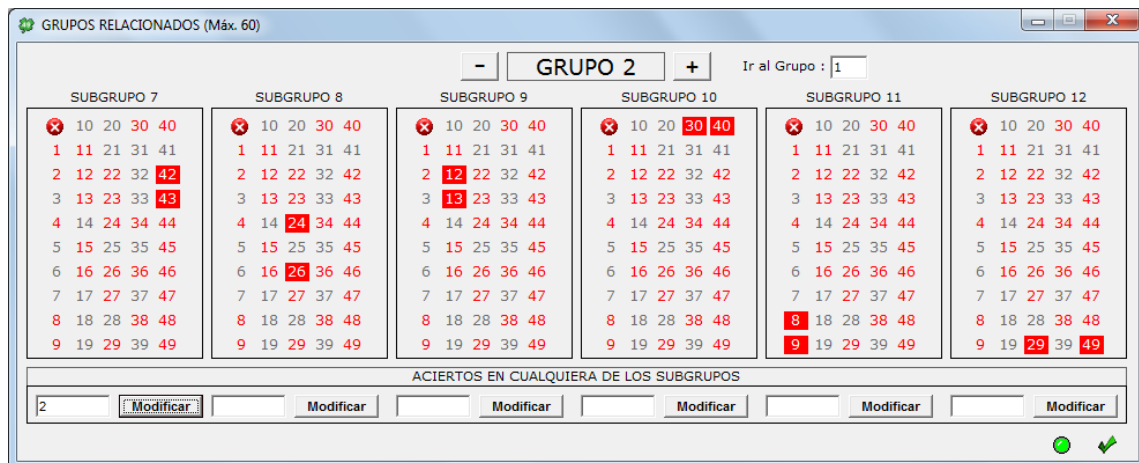 GRUPOS RELACIONADOS (Máx. 60)
- GRUPO 2 + Ir al Grupo : 1
SUBGRUPO 7 SUBGRUPO 8 SUBGRUPO 9 SUBGRUPO 10 SUBGRUPO 11 SUBGRUPO 12
10 20 30 40 10 20 30 40 10 20 30 40 10 20 30 40 10 20 30 40 10 20 30 40
1 11 21 31 41 1 11 21 31 41 1 11 21 31 41 1 11 21 31 41 1 11 21 31 41 1 11 21 31 41
2 12 22 32 42 2 12 22 32 42 2 12 22 32 42 2 12 22 32 42 2 12 22 32 42 2 12 22 32 42
3 13 23 33 43 3 13 23 33 43 3 13 23 33 43 3 13 23 33 43 3 13 23 33 43 3 13 23 33 43
4 14 24 34 44 4 14 24 34 44 4 14 24 34 44 4 14 24 34 44 4 14 24 34 44 4 14 24 34 44
5 15 25 35 45 5 15 25 35 45 5 15 25 35 45 5 15 25 35 45 5 15 25 35 45 5 15 25 35 45
6 16 26 36 46 6 16 26 36 46 6 16 26 36 46 6 16 26 36 46 6 16 26 36 46 6 16 26 36 46
7 17 27 37 47 7 17 27 37 47 7 17 27 37 47 7 17 27 37 47 7 17 27 37 47 7 17 27 37 47
8 18 28 38 48 8 18 28 38 48 8 18 28 38 48 8 18 28 38 48 8 18 28 38 48 8 18 28 38 48
9 19 29 39 49 9 19 29 39 49 9 19 29 39 49 9 19 29 39 49 9 19 29 39 49 9 19 29 39 49
ACIERTOS EN CUALQUIERA DE LOS SUBGRUPOS
2 Modificar Modificar Modificar Modificar Modificar Modificar